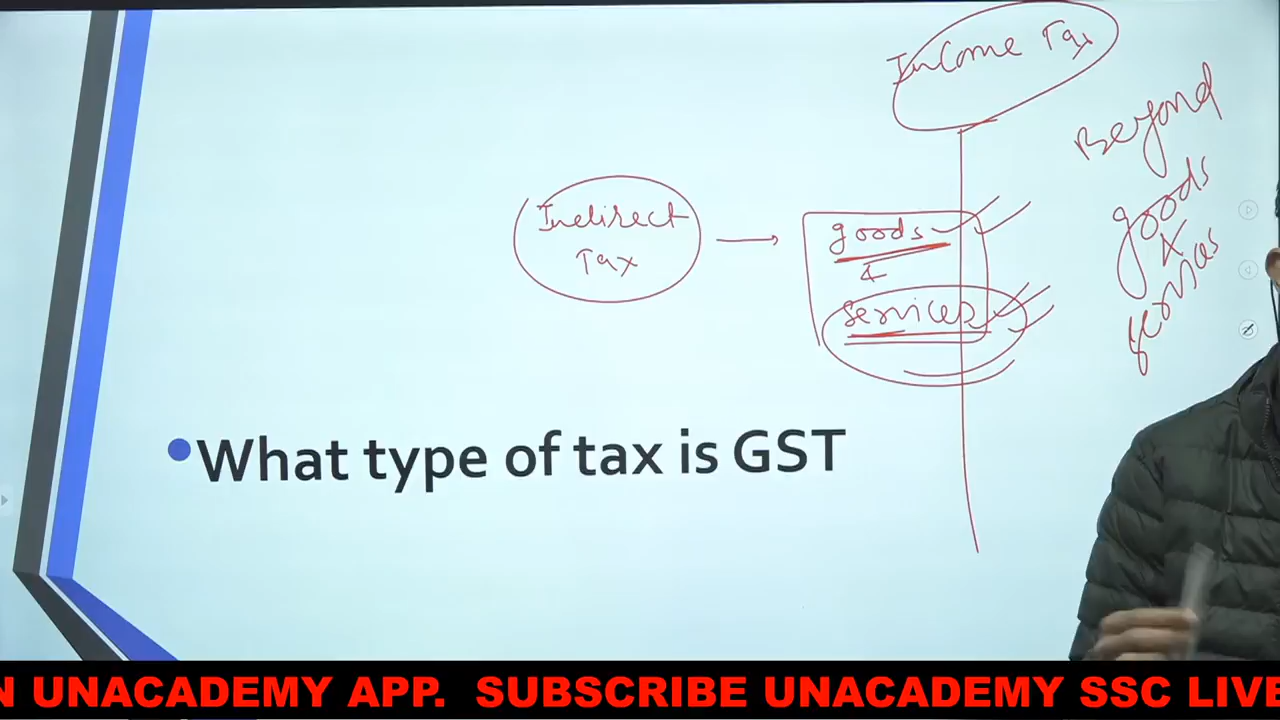 Income Tax
Beyond
goods
&
services
Indirect
Tax
goods
&
services
•What type of tax is GST
N UNACADEMY APP. SUBSCRIBE UNACADEMY SSC LIVE